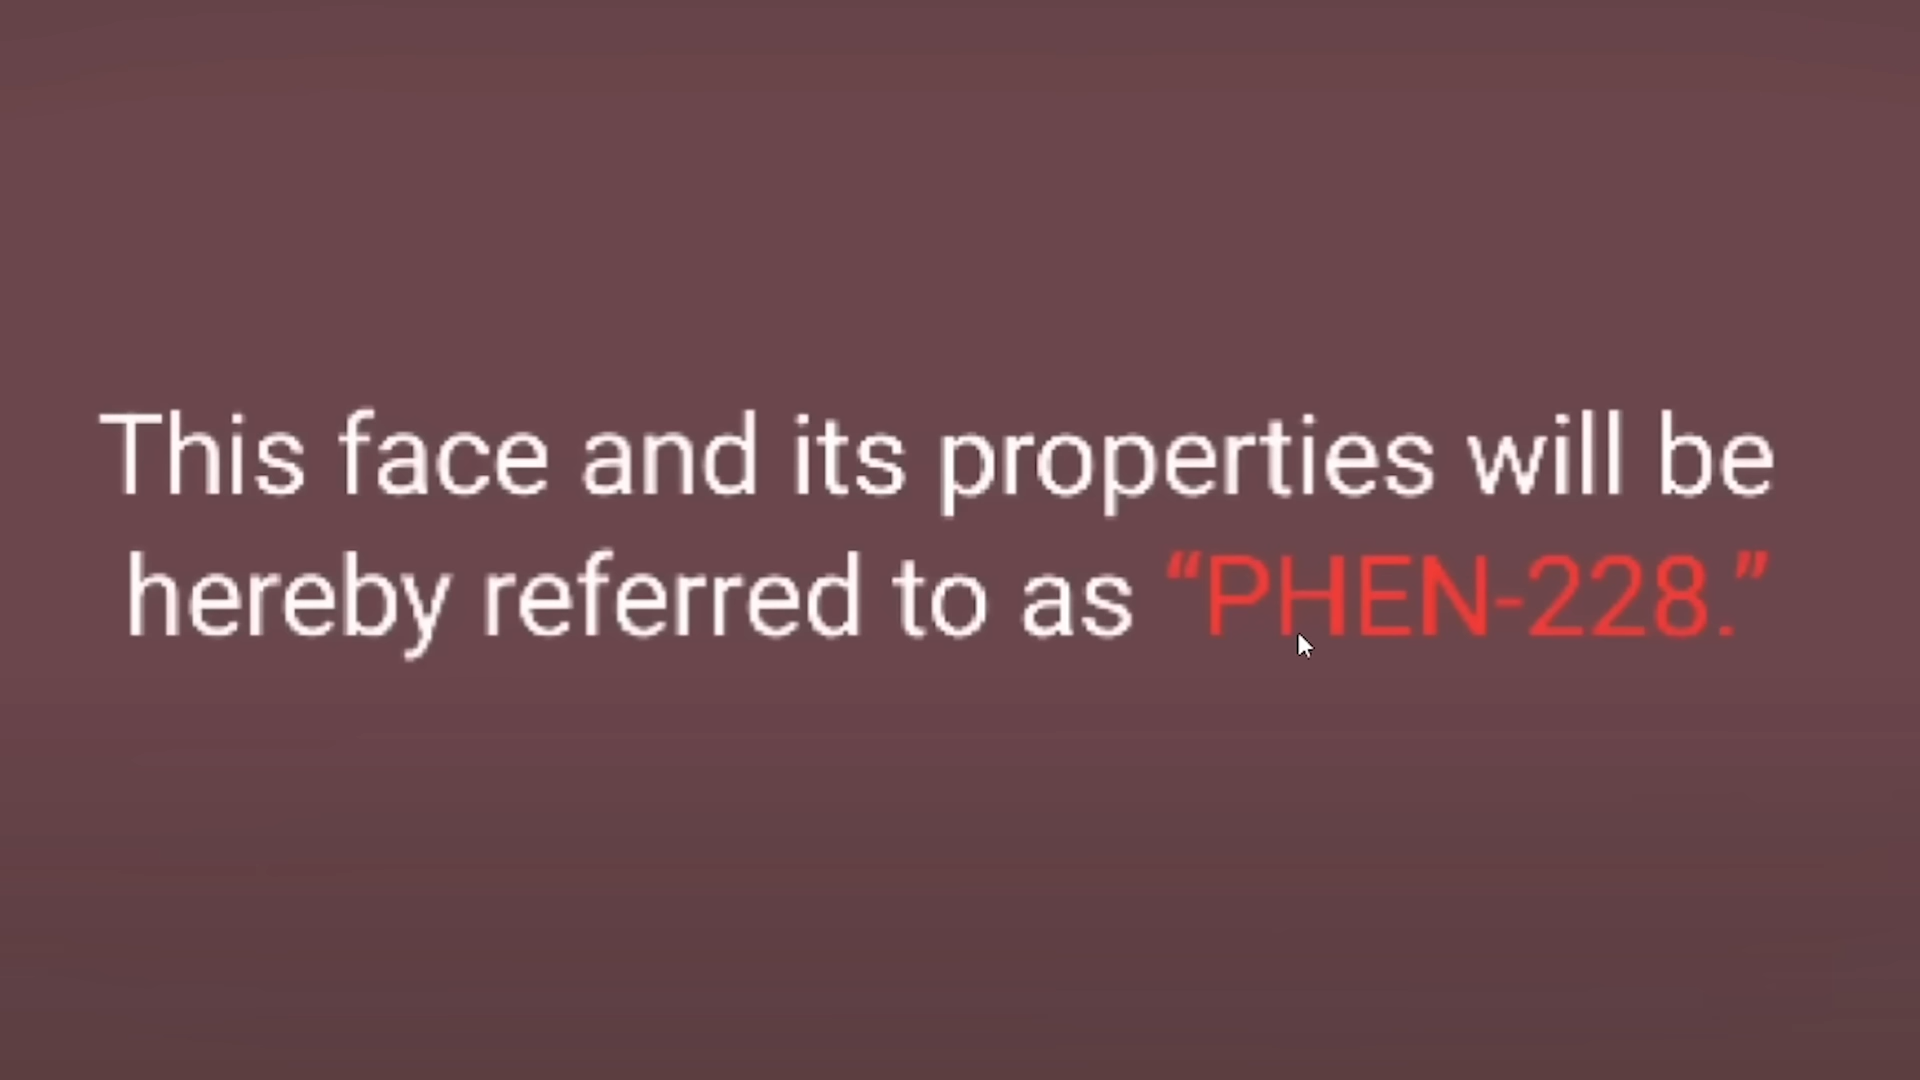 This face and its properties will be
hereby referred to as “PHEN-228.”